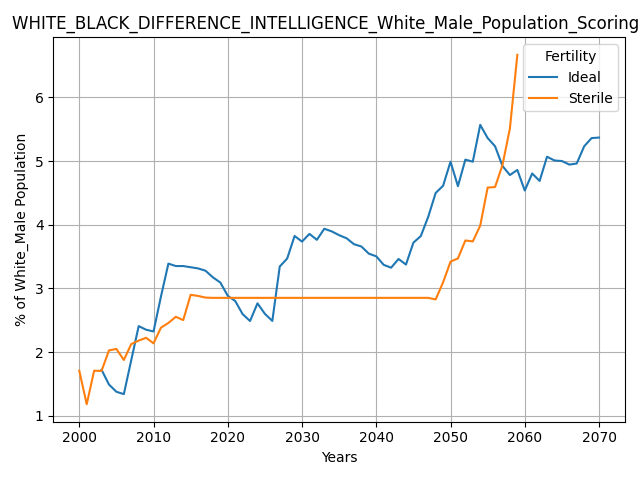 WHITE_BLACK_DIFFERENCE_INTELLIGENCE_White_Male_Population_Scoring
Fertility
Ideal
Sterile
% of White_Male Population
6
5
4
3
2
1
2000 2010 2020 2030 2040 2050 2060 2070
Years